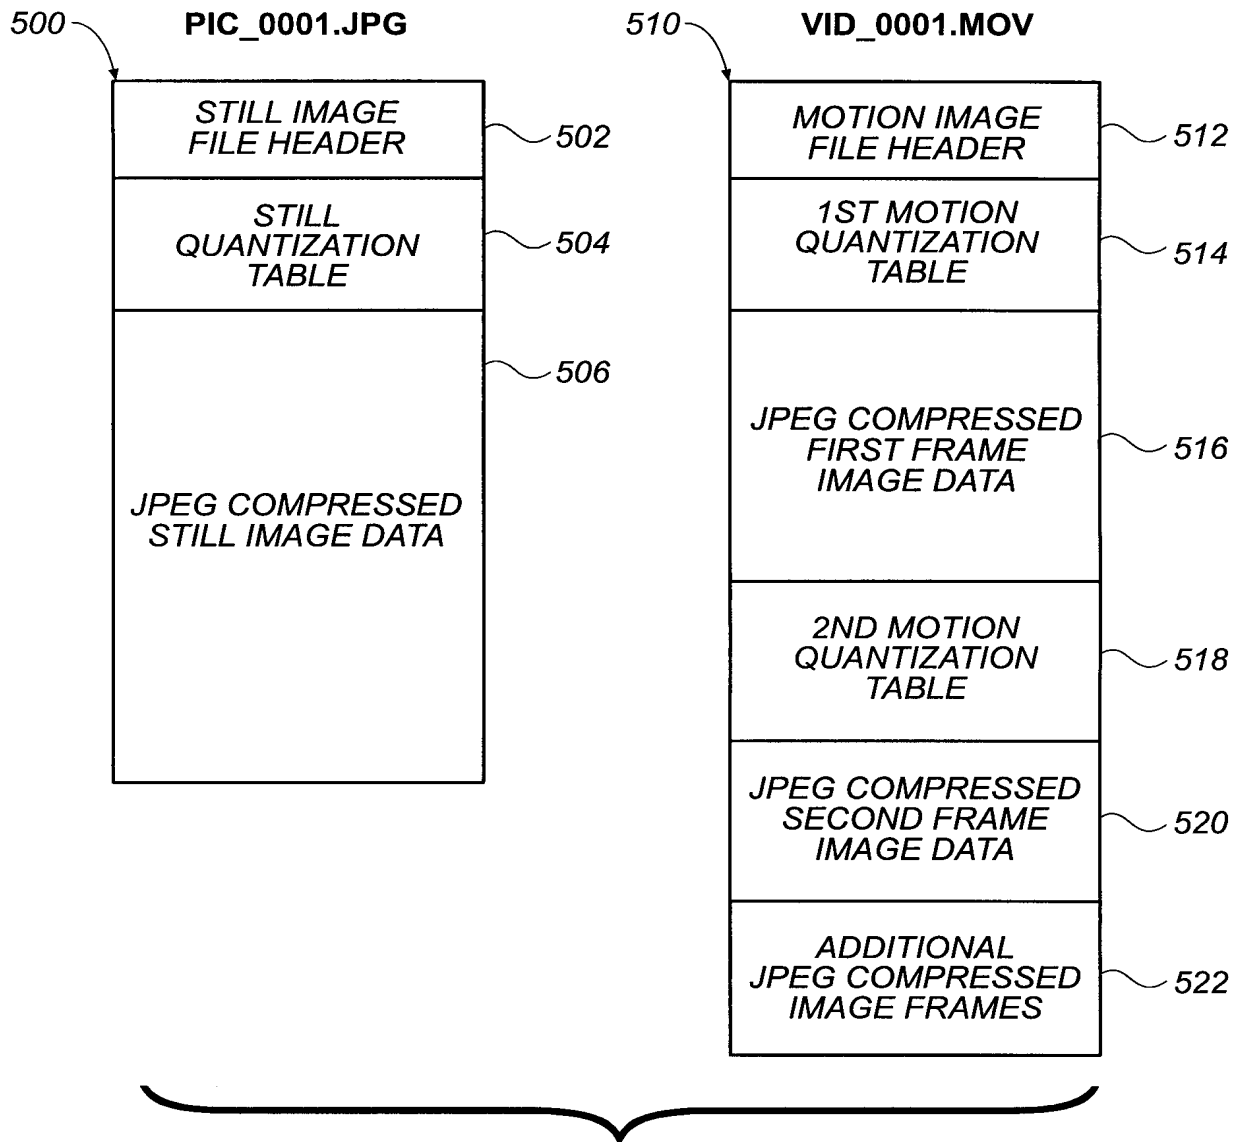 500
PIC_0001.JPG
STILL IMAGE
FILE HEADER
502
STILL
QUANTIZATION
TABLE
504
506
JPEG COMPRESSED
STILL IMAGE DATA
510
VID_0001.MOV
MOTION IMAGE
FILE HEADER
512
1ST MOTION
QUANTIZATION
TABLE
514
JPEG COMPRESSED
FIRST FRAME
IMAGE DATA
516
2ND MOTION
QUANTIZATION
TABLE
518
JPEG COMPRESSED
SECOND FRAME
IMAGE DATA
520
ADDITIONAL
JPEG COMPRESSED
IMAGE FRAMES
522